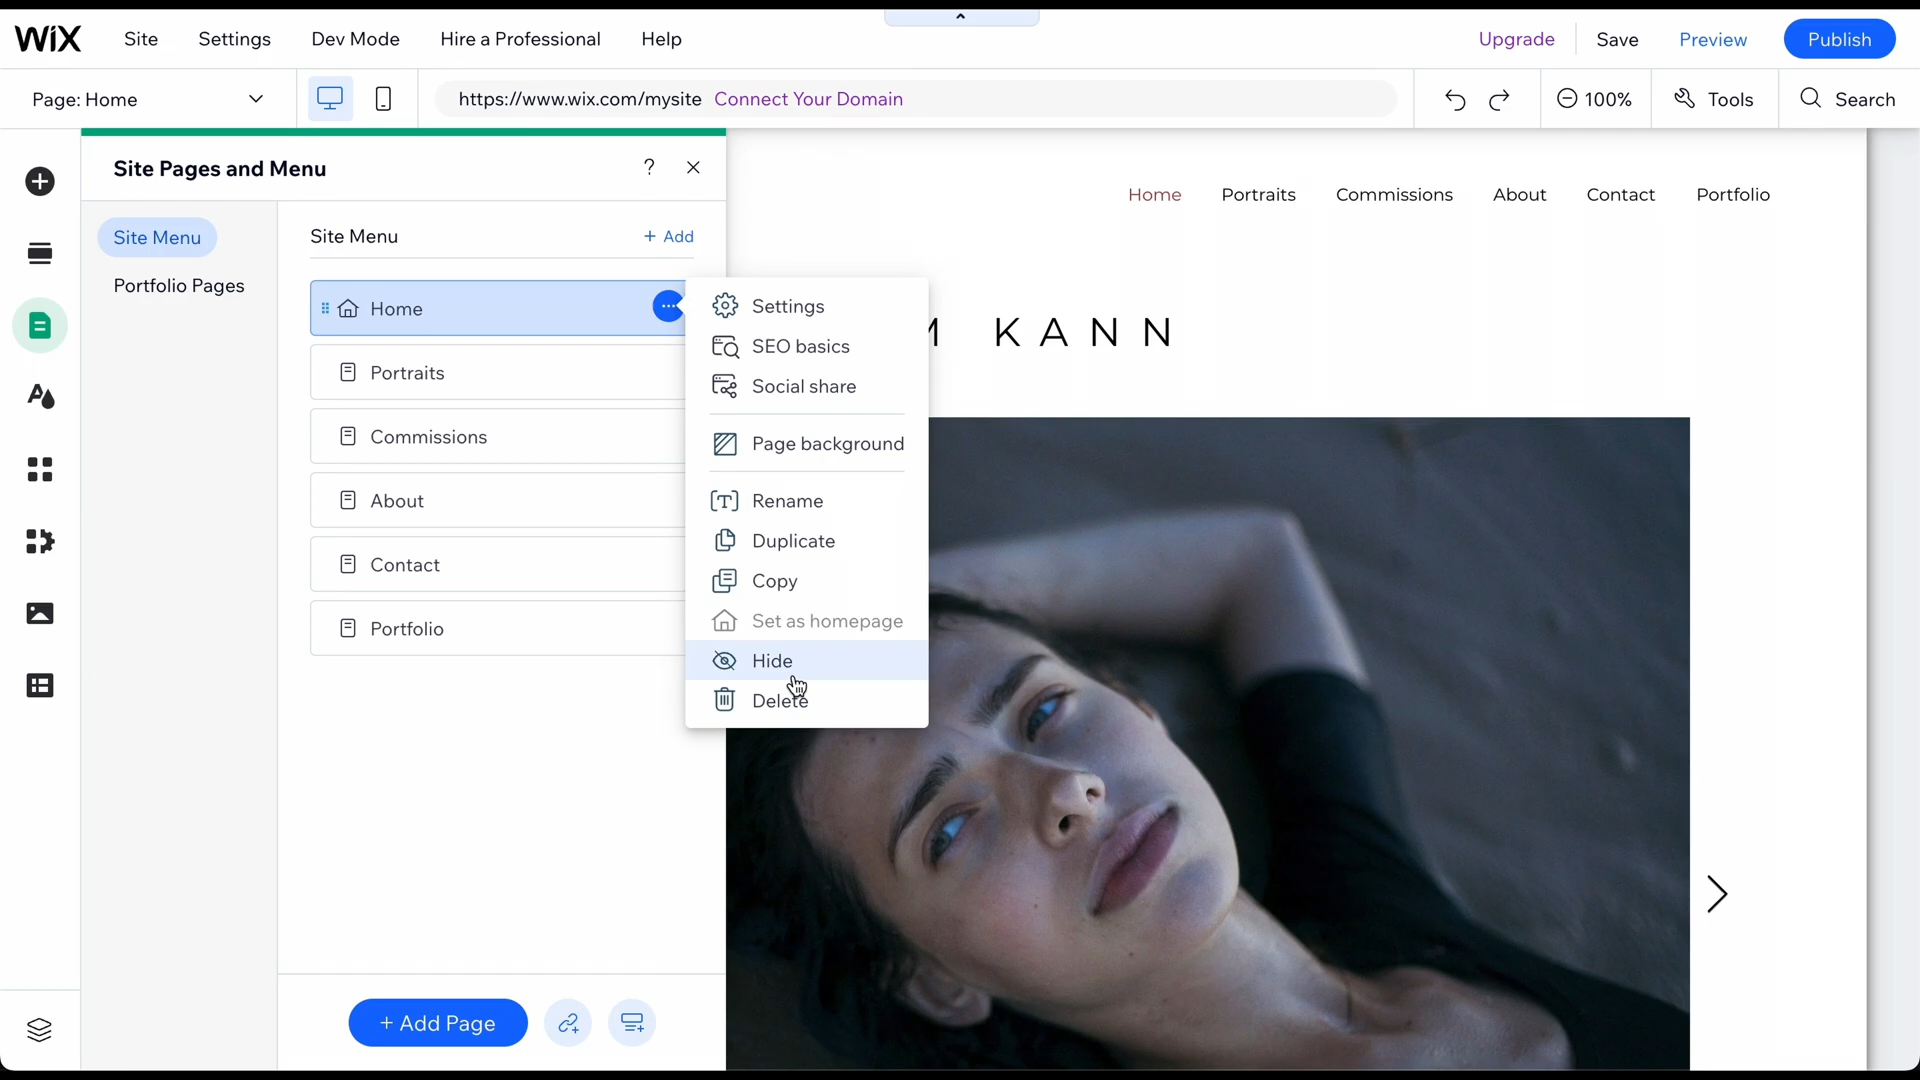 WiX Site Settings Dev Mode Hire a Professional Help Upgrade Save Preview Publish
Page: Home https://www.wix.com/mysite Connect Your Domain 100% Tools Search
Site Pages and Menu ?
Home Portraits Commissions About Contact Portfolio
Site Menu
Portfolio Pages
Site Menu + Add
Home
Portraits
Commissions
About
Contact
Portfolio
Settings
SEO basics
Social share
Page background
Rename
Duplicate
Copy
Set as homepage
Hide
Delete
KANN
+ Add Page